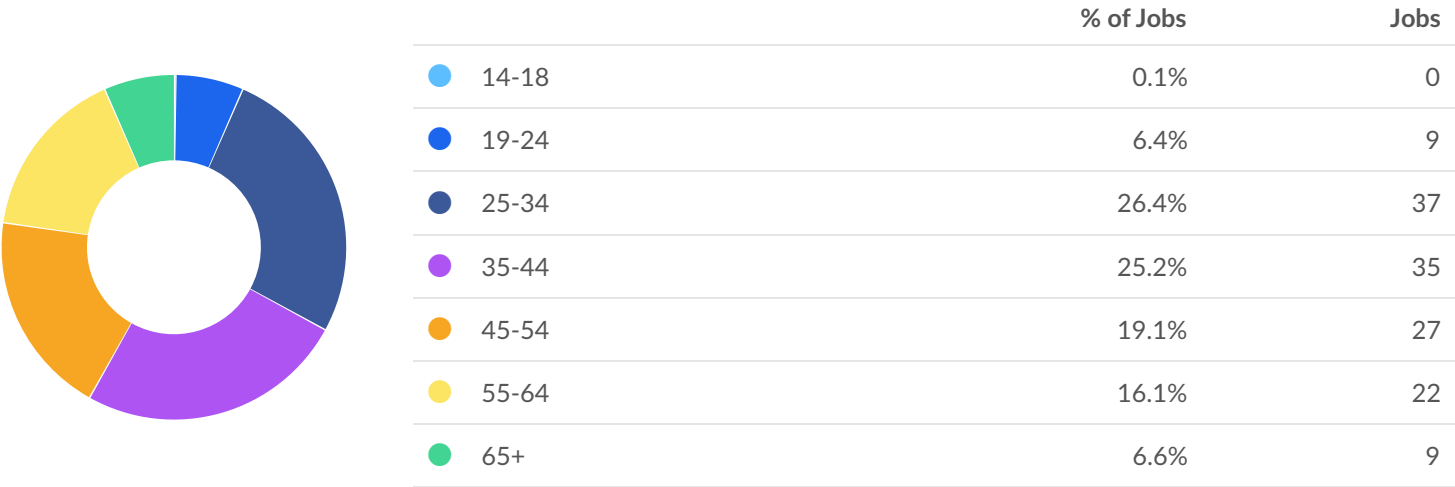 % of Jobs Jobs
14-18 0.1% 0
19-24 6.4% 9
25-34 26.4% 37
35-44 25.2% 35
45-54 19.1% 27
55-64 16.1% 22
65+ 6.6% 9